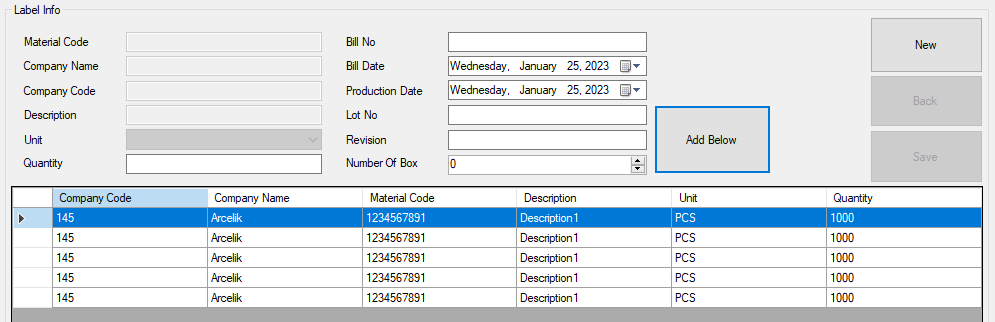 Label Info
Material Code Bill No New
Company Name Bill Date Wednesday, January 25, 2023
Company Code Production Date Wednesday, January 25, 2023 Back
Description Lot No
Unit Revision Add Below
Quantity Number Of Box 0 Save
Company Code Company Name Material Code Description Unit Quantity
145 Arcelik 1234567891 Description1 PCS 1000
145 Arcelik 1234567891 Description1 PCS 1000
145 Arcelik 1234567891 Description1 PCS 1000
145 Arcelik 1234567891 Description1 PCS 1000
145 Arcelik 1234567891 Description1 PCS 1000